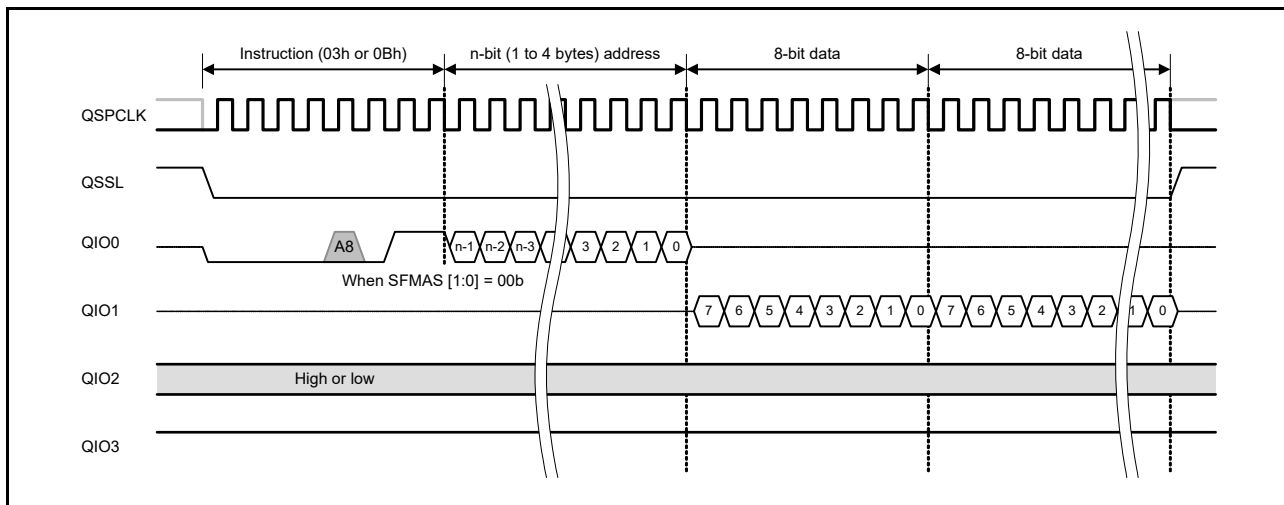 Instruction (03h or 0Bh) n-bit (1 to 4 bytes) address 8-bit data 8-bit data
QSPCLK
QSSL
QIO0 A8 n-1 n-2 n-3 3 2 1 0
When SFMAS [1:0] = 00b
QIO1 7 6 5 4 3 2 1 0 7 6 5 4 3 2 1 0
QIO2 High or low
QIO3